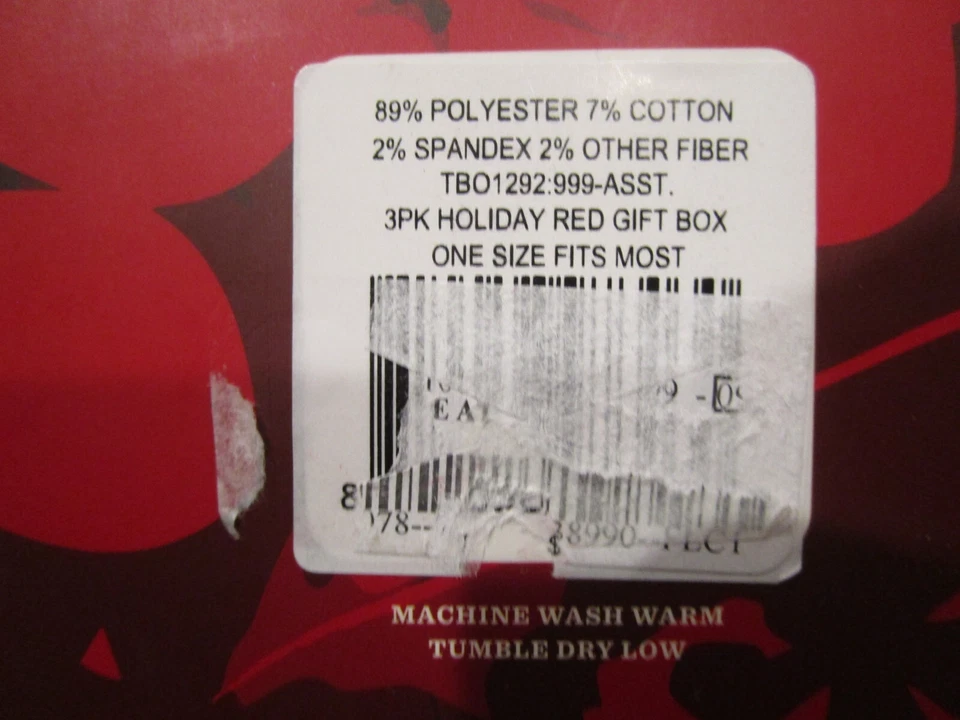 89% POLYESTER 7% COTTON
2% SPANDEX 2% OTHER FIBER
TBO1292:999-ASST.
3PK HOLIDAY RED GIFT BOX
ONE SIZE FITS MOST
MACHINE WASH WARM
TUMBLE DRY LOW